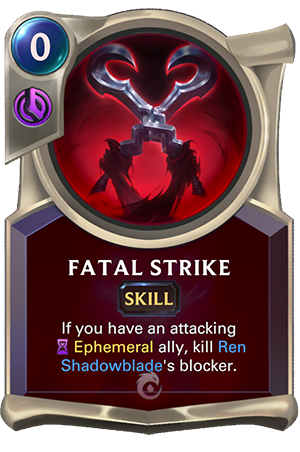 0
FATAL STRIKE
SKILL
If you have an attacking
Ephemeral ally, kill Ren
Shadowblade's blocker.